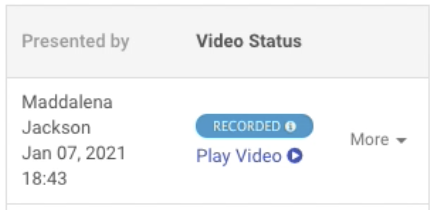 Presented by
Video Status
Maddalena
Jackson
Jan 07, 2021
18:43
RECORDED
Play Video
More